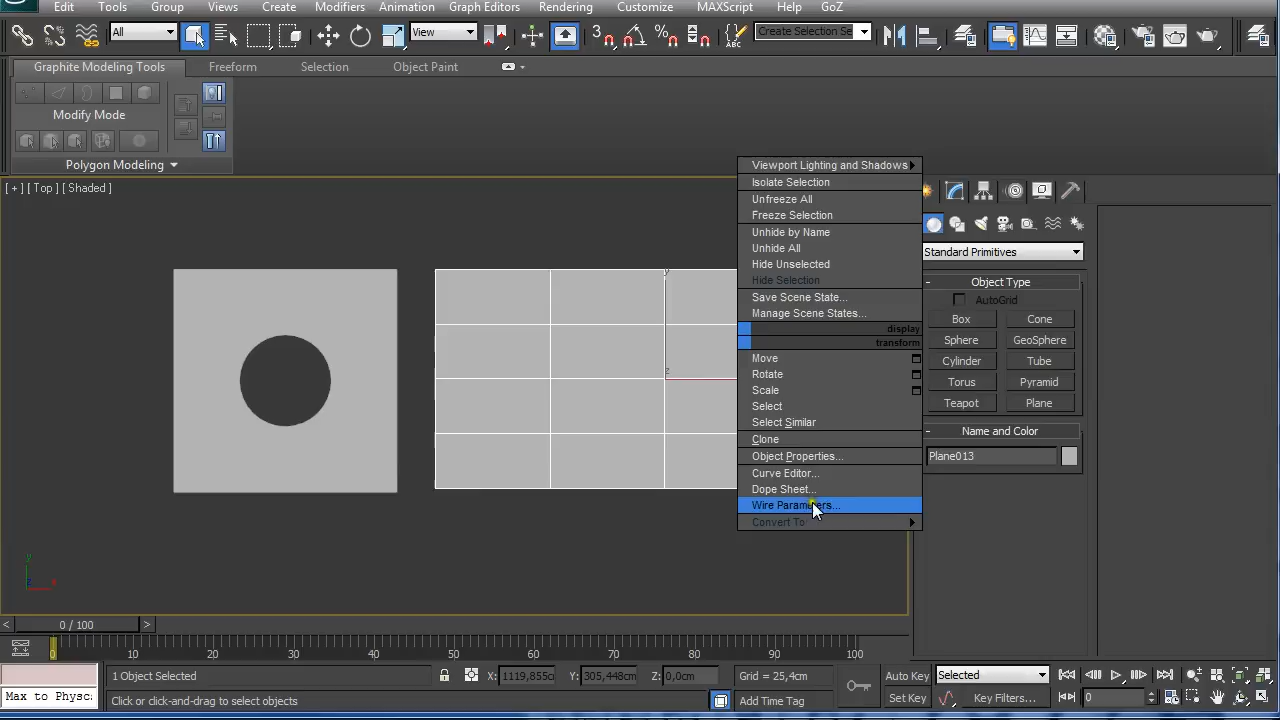 Edit Tools Group Views Create Modifiers Animation Graph Editors Rendering Customize MAXScript Help GoZ
All View 3 Create Selection Se
Graphite Modeling Tools Freeform Selection Object Paint
Modify Mode
Polygon Modeling
[ + ] [ Top ] [ Shaded ]
Viewport Lighting and Shadows
Isolate Selection
Unfreeze All
Freeze Selection
Unhide by Name
Unhide All
Hide Unselected
Hide Selection
Save Scene State...
Manage Scene States...
display
transform
Move
Rotate
Scale
Select
Select Similar
Clone
Object Properties...
Curve Editor...
Dope Sheet...
Wire Parameters...
Convert To
Standard Primitives
- Object Type
AutoGrid
Box Cone
Sphere GeoSphere
Cylinder Tube
Torus Pyramid
Teapot Plane
- Name and Color
Plane013
y
z
y
z x
< 0 / 100 >
0 10 20 30 40 50 60 70 80 90 100
1 Object Selected X: 1119,855c Y: 305,448cm Z: 0,0cm Grid = 25,4cm Auto Key Selected
Max to Physc: Click or click-and-drag to select objects Add Time Tag Set Key Key Filters... 0